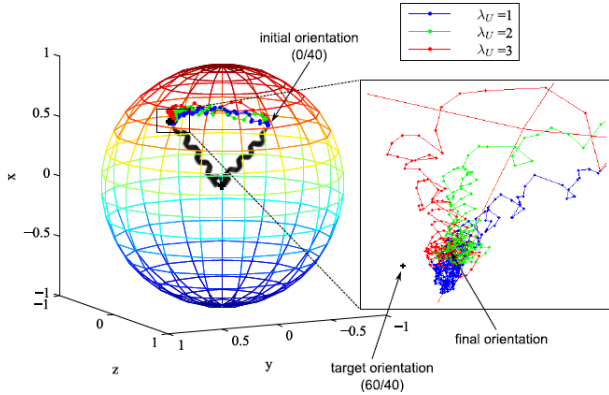 λU =1
λU =2
λU =3
initial orientation
(0/40)
1
0.5
0
−0.5
−1
x
−1
0
1
z
1
0.5
0
−0.5
−1
y
target orientation
(60/40)
final orientation